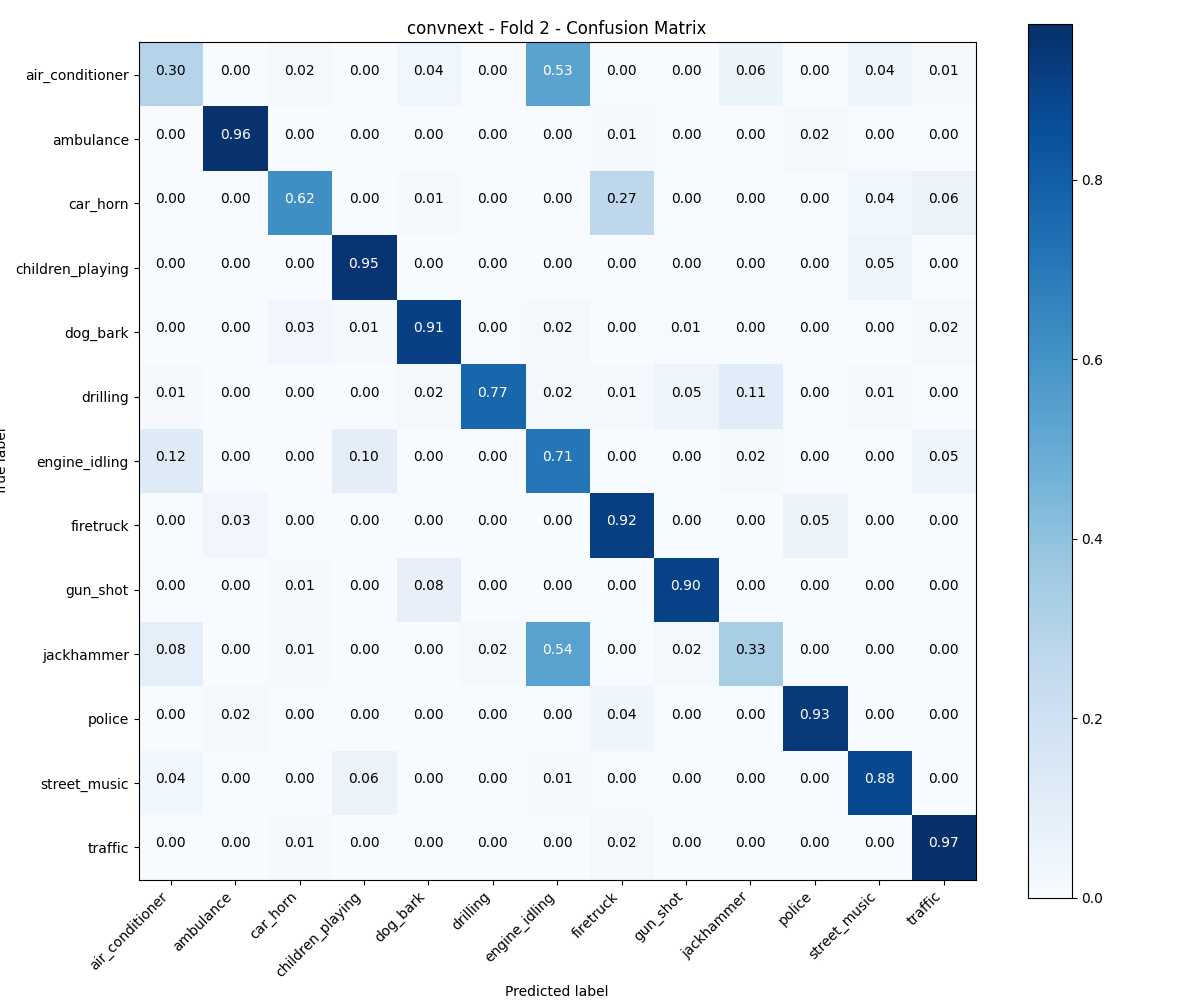 convnext - Fold 2 - Confusion Matrix
air_conditioner 0.30 0.00 0.02 0.00 0.04 0.00 0.53 0.00 0.00 0.06 0.00 0.04 0.01
ambulance 0.00 0.96 0.00 0.00 0.00 0.00 0.00 0.01 0.00 0.00 0.02 0.00 0.00
car_horn 0.00 0.00 0.62 0.00 0.01 0.00 0.00 0.27 0.00 0.00 0.00 0.04 0.06
children_playing 0.00 0.00 0.00 0.95 0.00 0.00 0.00 0.00 0.00 0.00 0.00 0.05 0.00
dog_bark 0.00 0.00 0.03 0.01 0.91 0.00 0.02 0.00 0.01 0.00 0.00 0.00 0.02
drilling 0.01 0.00 0.00 0.00 0.02 0.77 0.02 0.01 0.05 0.11 0.00 0.01 0.00
engine_idling 0.12 0.00 0.00 0.10 0.00 0.00 0.71 0.00 0.00 0.02 0.00 0.00 0.05
firetruck 0.00 0.03 0.00 0.00 0.00 0.00 0.00 0.92 0.00 0.00 0.05 0.00 0.00
gun_shot 0.00 0.00 0.01 0.00 0.08 0.00 0.00 0.00 0.90 0.00 0.00 0.00 0.00
jackhammer 0.08 0.00 0.01 0.00 0.00 0.02 0.54 0.00 0.02 0.33 0.00 0.00 0.00
police 0.00 0.02 0.00 0.00 0.00 0.00 0.00 0.04 0.00 0.00 0.93 0.00 0.00
street_music 0.04 0.00 0.00 0.06 0.00 0.00 0.01 0.00 0.00 0.00 0.00 0.88 0.00
traffic 0.00 0.00 0.01 0.00 0.00 0.00 0.00 0.02 0.00 0.00 0.00 0.00 0.97
air_conditioner
ambulance
car_horn
children_playing
dog_bark
drilling
engine_idling
firetruck
gun_shot
jackhammer
police
street_music
traffic
Predicted label
0.8
0.6
0.4
0.2
0.0